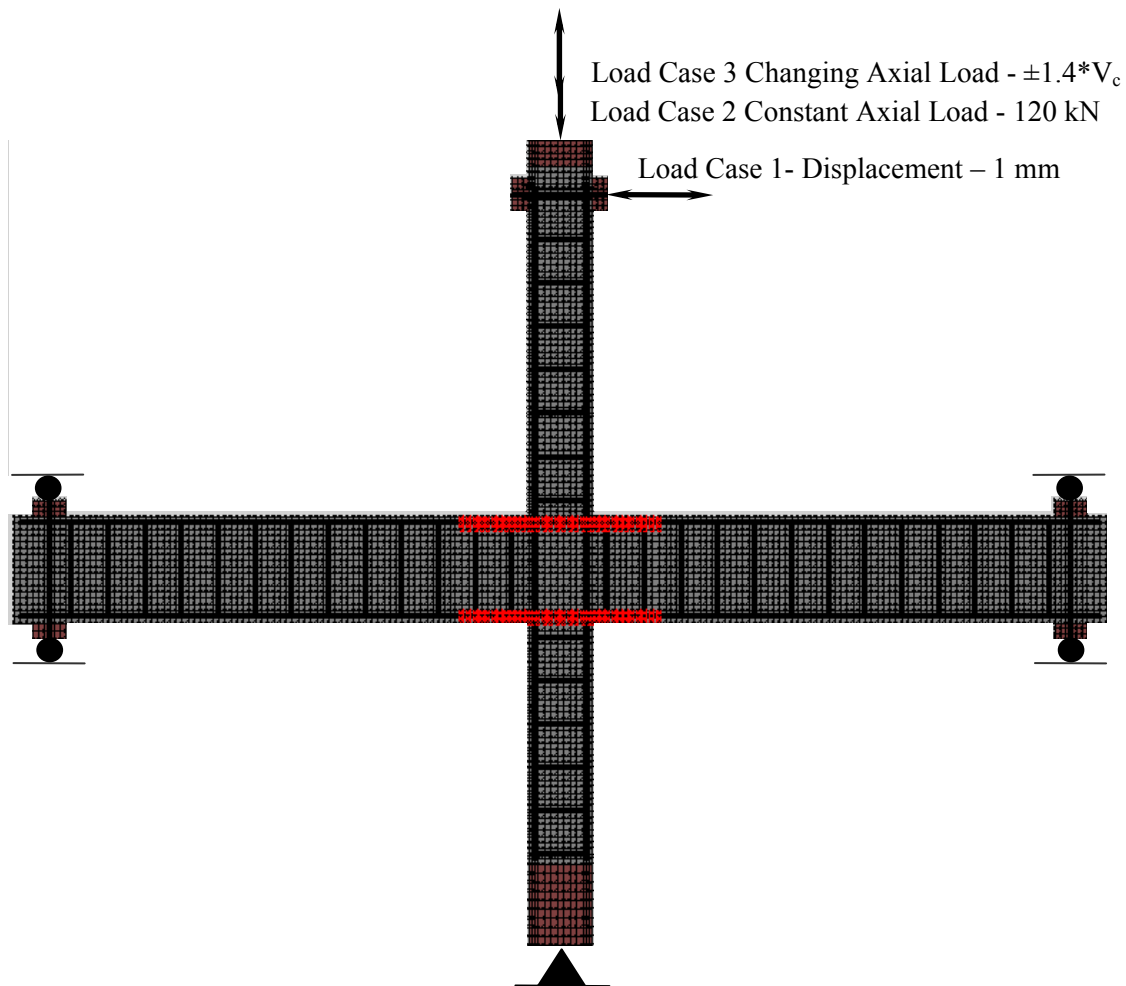 Load Case 3 Changing Axial Load - ±1.4*Vc
Load Case 2 Constant Axial Load - 120 kN
Load Case 1- Displacement – 1 mm